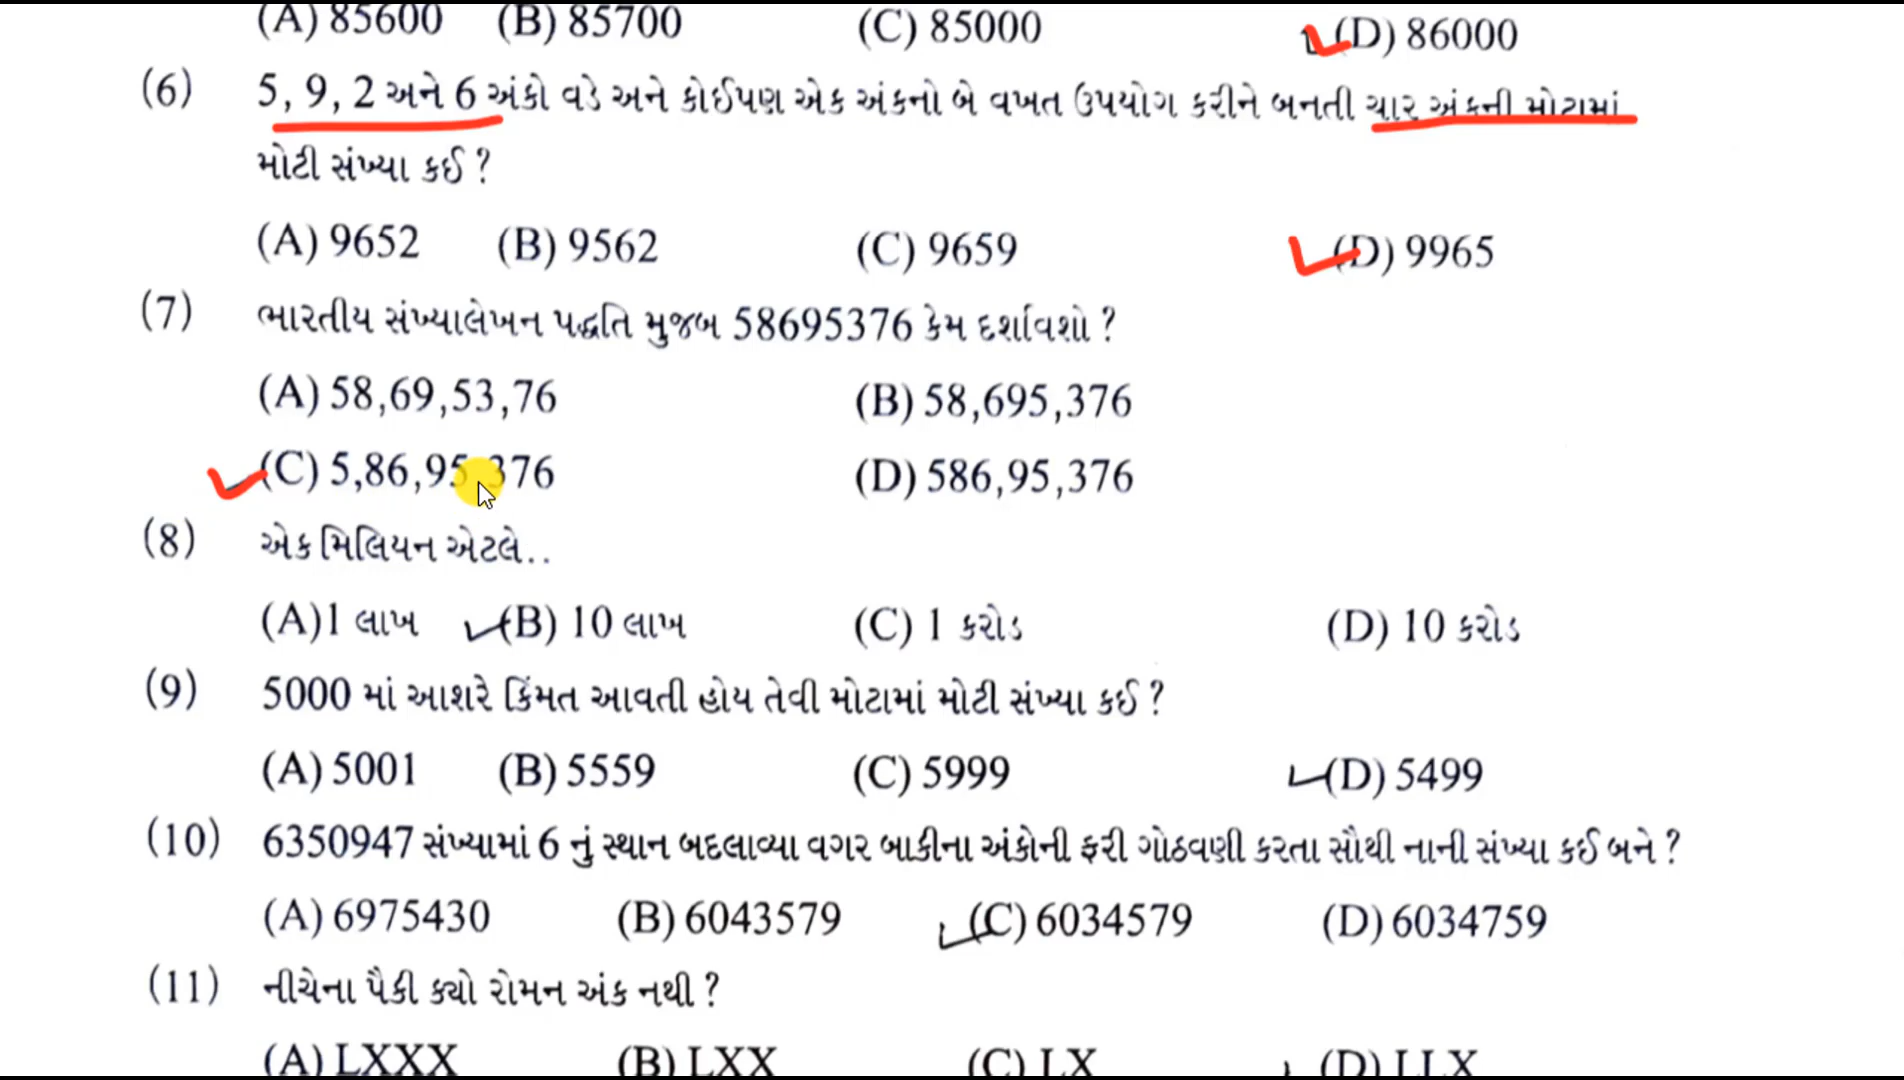 (A) 85600 (B) 85700 (C) 85000 (D) 86000
(6) 5, 9, 2 અને 6 અંકો વડે અને કોઈપણ એક અંકનો બે વખત ઉપયોગ કરીને બનતી ચાર અંકની મોટામાં
મોટી સંખ્યા કઈ ?
(A) 9652 (B) 9562 (C) 9659 (D) 9965
(7) ભારતીય સંખ્યાલેખન પદ્ધતિ મુજબ 58695376 કેમ દર્શાવશો ?
(A) 58,69,53,76 (B) 58,695,376
(C) 5,86,95,376 (D) 586,95,376
(8) એક મિલિયન એટલે..
(A)1 લાખ (B) 10 લાખ (C) 1 કરોડ (D) 10 કરોડ
(9) 5000 માં આશરે કિંમત આવતી હોય તેવી મોટામાં મોટી સંખ્યા કઈ ?
(A) 5001 (B) 5559 (C) 5999 (D) 5499
(10) 6350947 સંખ્યામાં 6 નું સ્થાન બદલાવ્યા વગર બાકીના અંકોની ફરી ગોઠવણી કરતા સૌથી નાની સંખ્યા કઈ બને ?
(A) 6975430 (B) 6043579 (C) 6034579 (D) 6034759
(11) નીચેના પૈકી ક્યો રોમન અંક નથી ?
(A) LXXX (B) LXX (C) LX (D) LLX